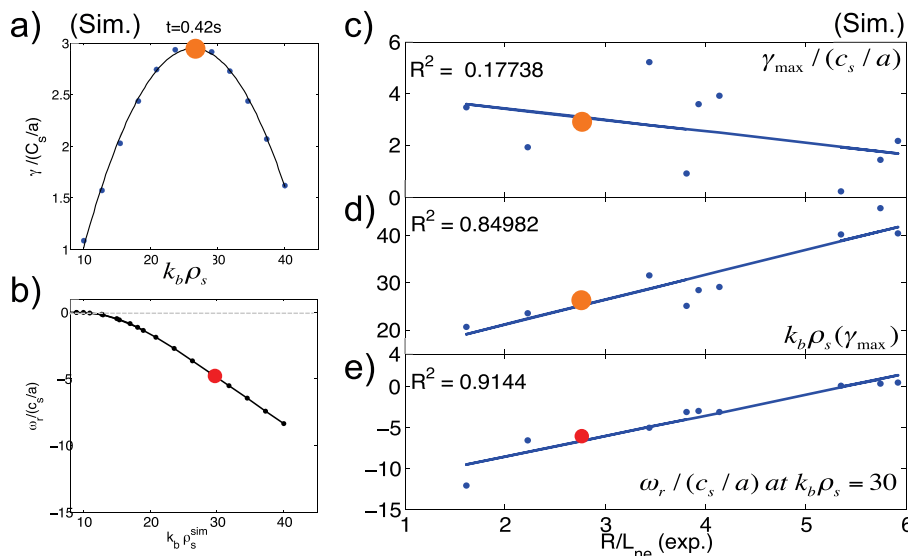 (Sim.)
a)
t=0.42s
3
2.5
2
1.5
1
γ/(C_s/a)
10 20 30 40
k_b ρ_s
b)
0
−5
−10
−15
ω_r/(c_s/a)
10 20 30 40
k_b ρ_s^sim
(Sim.)
c)
6
4
2
0
R² = 0.17738
γ_max / (c_s / a)
d)
40
30
20
R² = 0.84982
k_b ρ_s (γ_max)
e)
4
0
−5
−10
−15
R² = 0.9144
ω_r / (c_s / a) at k_b ρ_s = 30
1 2 3 4 5 6
R/L_ne (exp.)